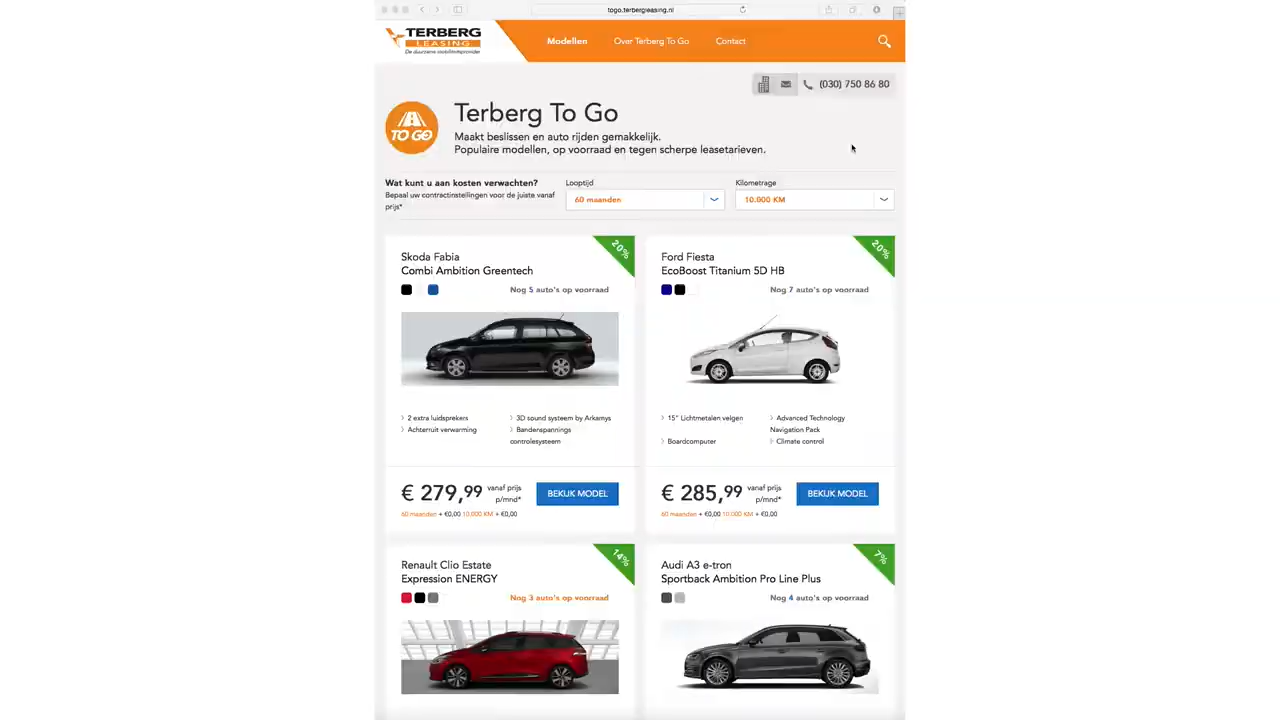 togo.terbergleasing.nl
TERBERG
LEASING
De duurzame mobiliteitsprovider
Modellen
Over Terberg To Go
Contact
(030) 750 86 80
TO GO
Terberg To Go
Maakt beslissen en auto rijden gemakkelijk.
Populaire modellen, op voorraad en tegen scherpe leasetarieven.
Wat kunt u aan kosten verwachten?
Bepaal uw contractinstellingen voor de juiste vanaf
prijs*
Looptijd
60 maanden
Kilometrage
10.000 KM
Skoda Fabia
Combi Ambition Greentech
20%
Nog 5 auto's op voorraad
> 2 extra luidsprekers
> 3D sound systeem by Arkamys
> Achterruit verwarming
> Bandenspannings
controlesysteem
€ 279,99 vanaf prijs
p/mnd*
BEKIJK MODEL
60 maanden + €0,00 10.000 KM + €0,00
Ford Fiesta
EcoBoost Titanium 5D HB
20%
Nog 7 auto's op voorraad
> 15" Lichtmetalen velgen
> Advanced Technology
Navigation Pack
> Boardcomputer
> Climate control
€ 285,99 vanaf prijs
p/mnd*
BEKIJK MODEL
60 maanden + €0,00 10.000 KM + €0,00
Renault Clio Estate
Expression ENERGY
14%
Nog 3 auto's op voorraad
Audi A3 e-tron
Sportback Ambition Pro Line Plus
7%
Nog 4 auto's op voorraad